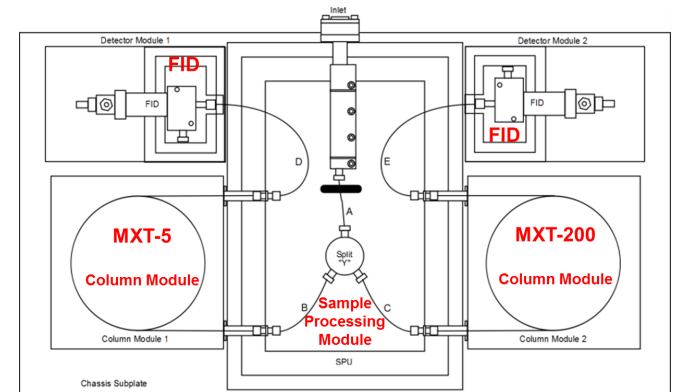 Inlet
Detector Module 1
Detector Module 2
FID
FID
FID
FID
D
E
A
MXT-5
Column Module
MXT-200
Column Module
Split
"Y"
B
C
Sample
Processing
Module
Column Module 1
Column Module 2
SPU
Chassis Subplate